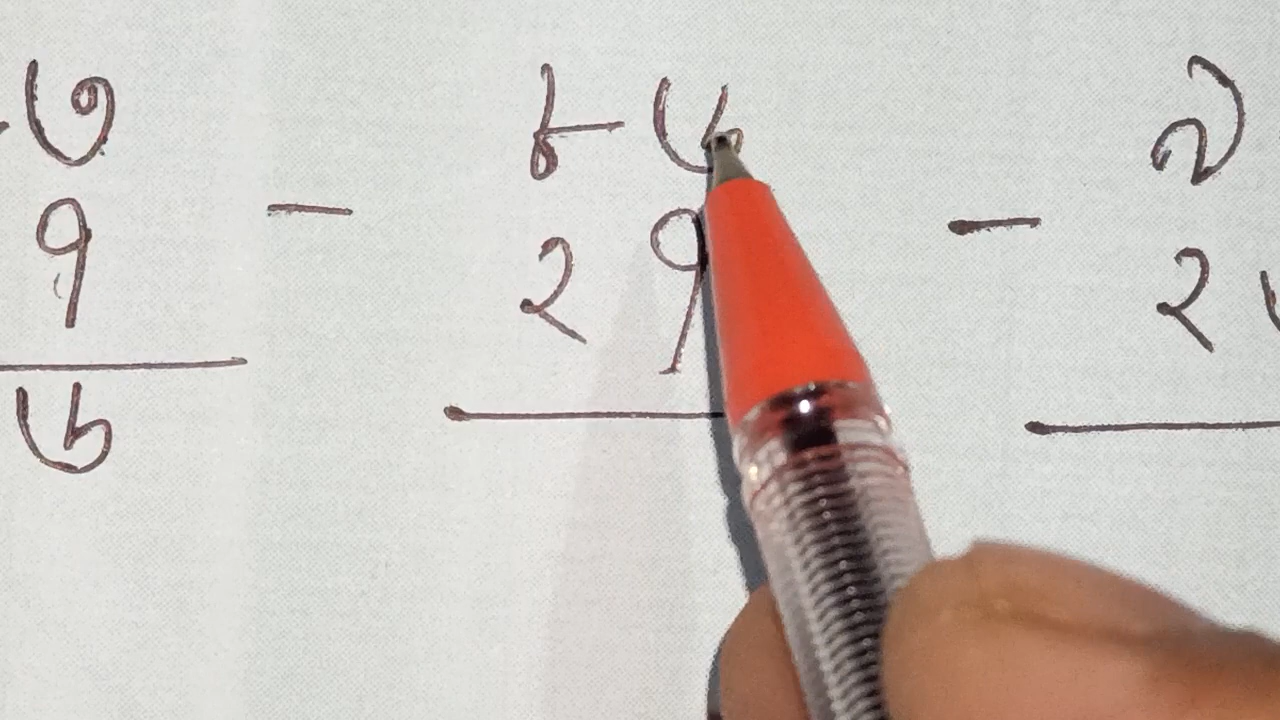 ৩ ৮৬ ৯
৭ - ২৭ - ২
৬